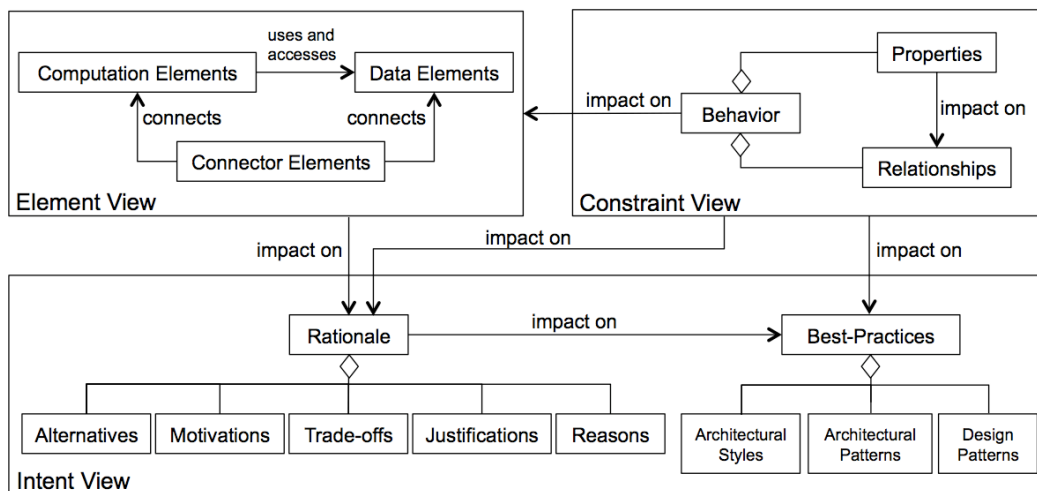 uses and
accesses
Computation Elements
Data Elements
connects
connects
Connector Elements
Element View
impact on
Properties
Behavior
impact on
Relationships
Constraint View
impact on
impact on
impact on
Rationale
impact on
Best-Practices
Alternatives
Motivations
Trade-offs
Justifications
Reasons
Architectural
Styles
Architectural
Patterns
Design
Patterns
Intent View